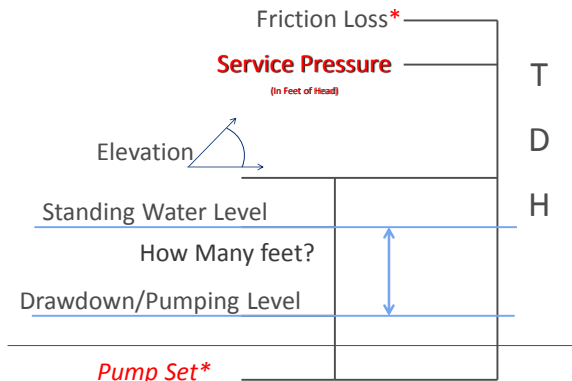 Friction Loss*
Service Pressure
(In Feet of Head)
T
D
H
Elevation
Standing Water Level
How Many feet?
Drawdown/Pumping Level
Pump Set*